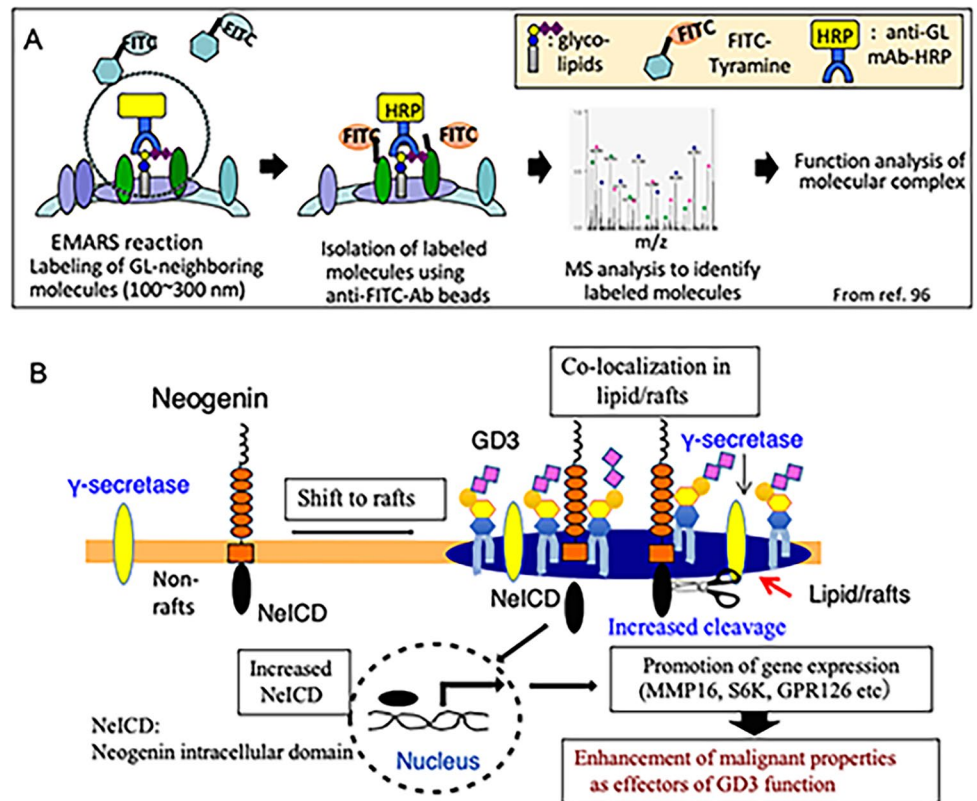 A
FITC
FITC
HRP
: glyco-
lipids
FITC
FITC-
Tyramine
HRP
: anti-GL
mAb-HRP
HRP
FITC
FITC
EMARS reaction
Labeling of GL-neighboring
molecules (100~300 nm)
Isolation of labeled
molecules using
anti-FITC-Ab beads
m/z
MS analysis to identify
labeled molecules
Function analysis of
molecular complex
From ref. 96
B
Neogenin
γ-secretase
Shift to rafts
Non-
rafts
NeICD
Co-localization in
lipid/rafts
GD3
γ-secretase
NeICD
Lipid/rafts
Increased cleavage
Increased
NeICD
Nucleus
NeICD:
Neogenin intracellular domain
Promotion of gene expression
(MMP16, S6K, GPR126 etc)
Enhancement of malignant properties
as effectors of GD3 function